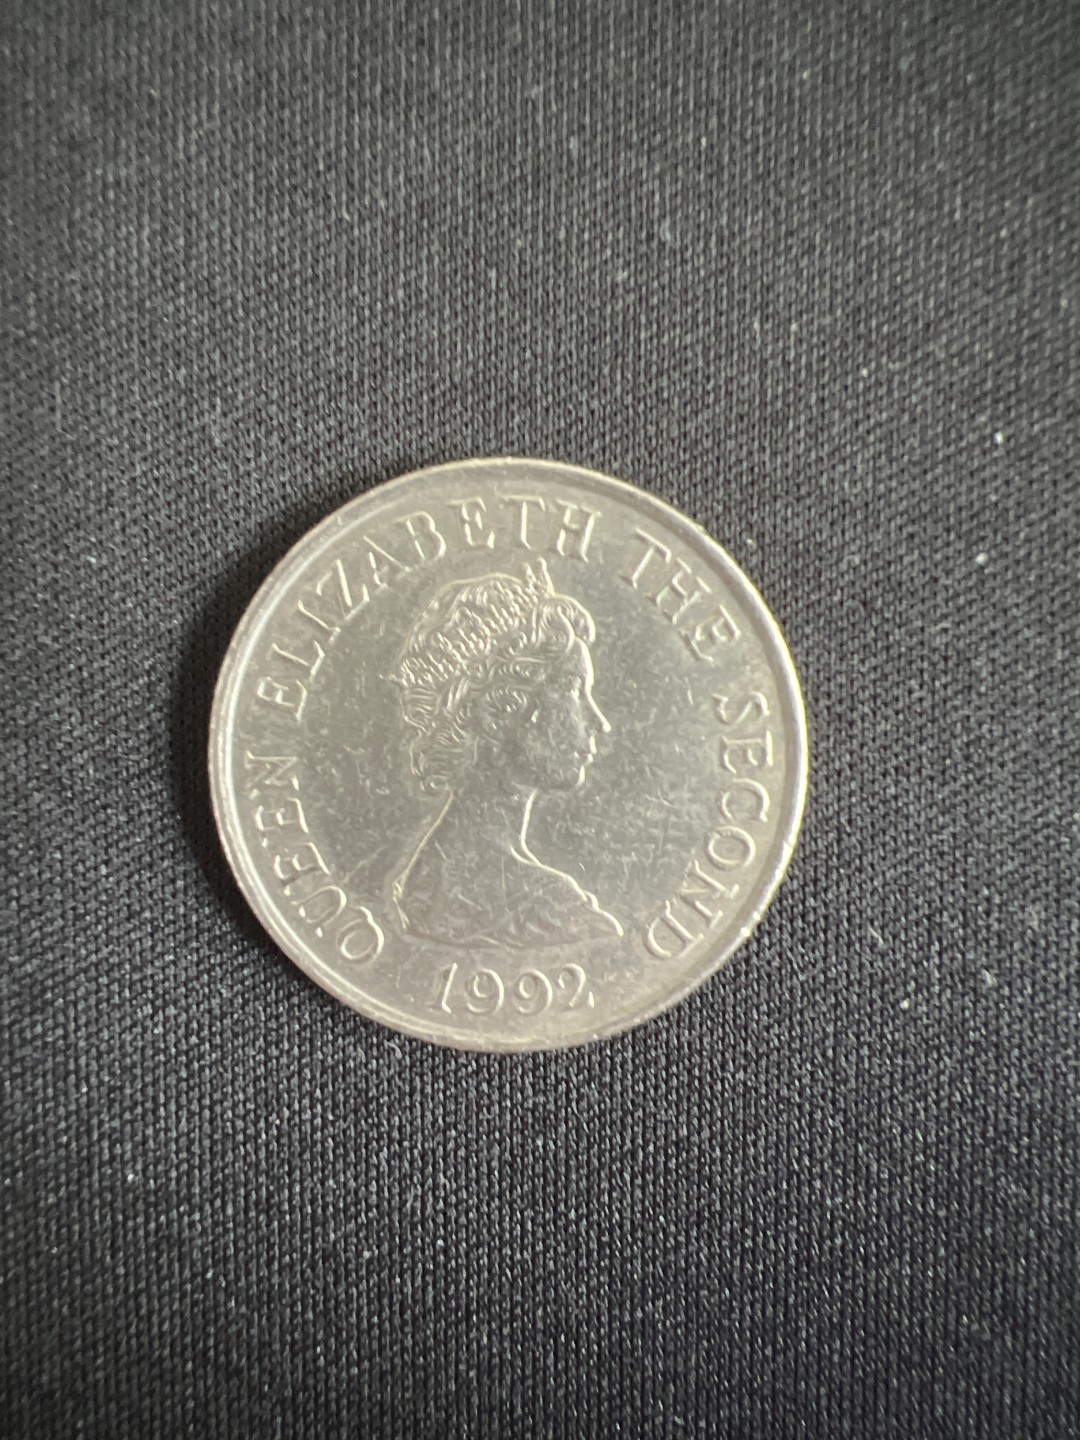 QUEEN ELIZABETH THE SECOND
1992